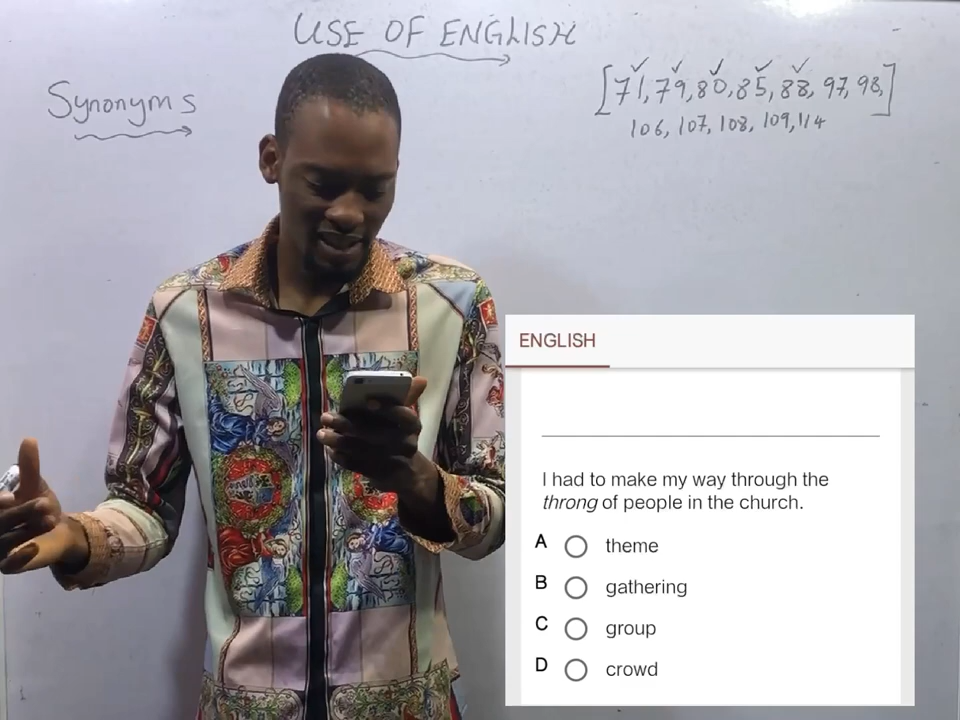 USE OF ENGLISH
Synonyms
[71, 79, 80, 85, 88, 97, 98,]
106, 107, 108, 109, 114
ENGLISH
I had to make my way through the
throng of people in the church.
A theme
B gathering
C group
D crowd